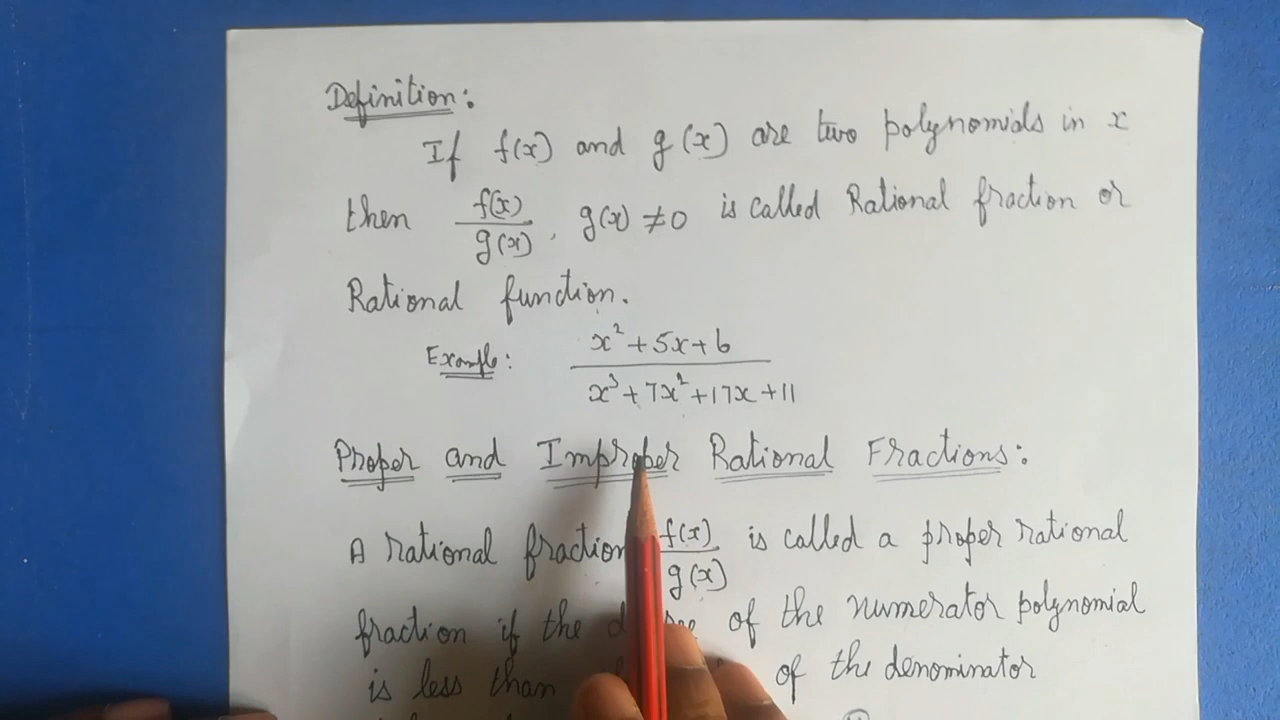 Definition:
If f(x) and g(x) are two polynomials in x
then f(x)/g(x), g(x) ≠ 0 is called Rational fraction or
Rational function.
Example: x²+5x+6 / x³+7x²+17x+11
Proper and Improper Rational Fractions:
A rational fraction f(x)/g(x) is called a proper rational
fraction if the of the numerator polynomial
is less than of the denominator